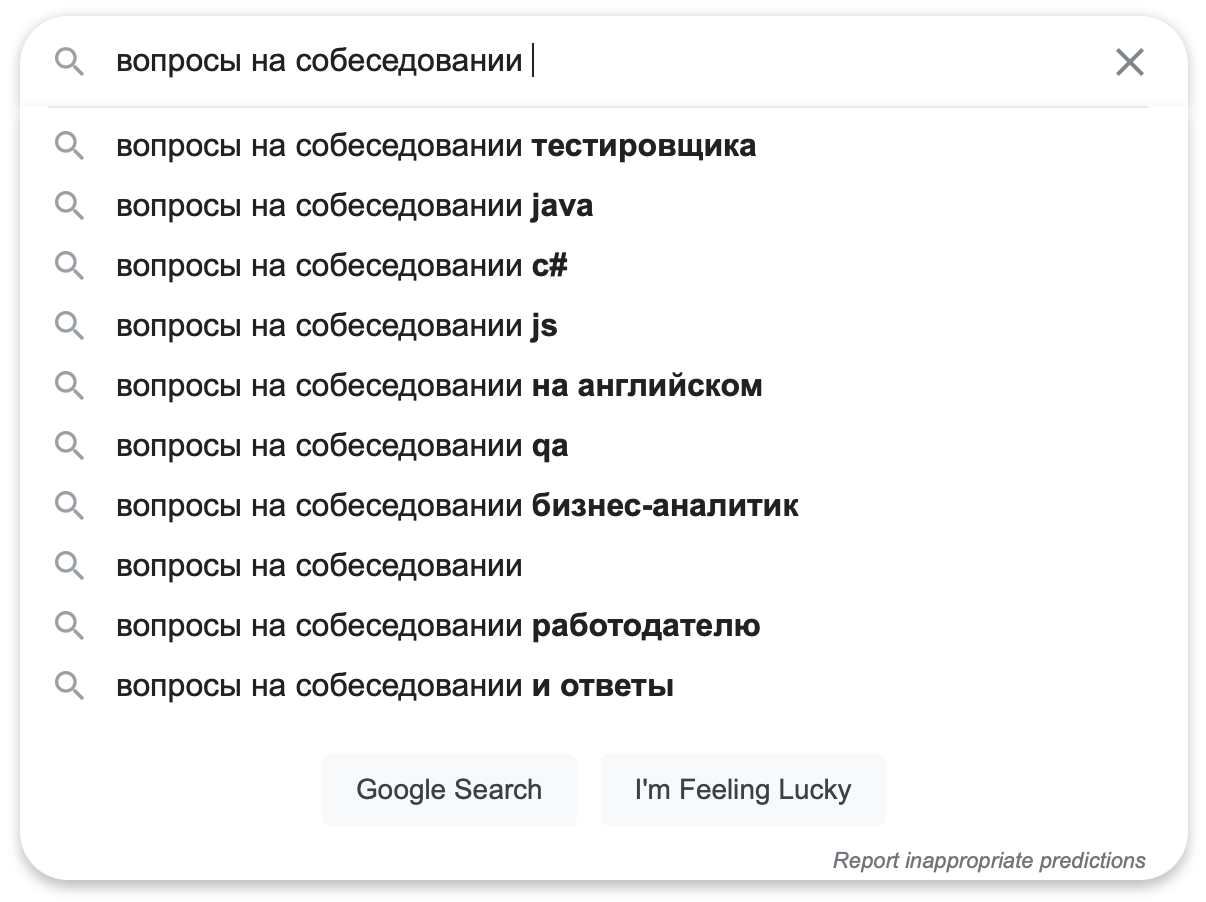 вопросы на собеседовании
вопросы на собеседовании тестировщика
вопросы на собеседовании java
вопросы на собеседовании c#
вопросы на собеседовании js
вопросы на собеседовании на английском
вопросы на собеседовании qa
вопросы на собеседовании бизнес-аналитик
вопросы на собеседовании
вопросы на собеседовании работодателю
вопросы на собеседовании и ответы
Google Search I'm Feeling Lucky
Report inappropriate predictions